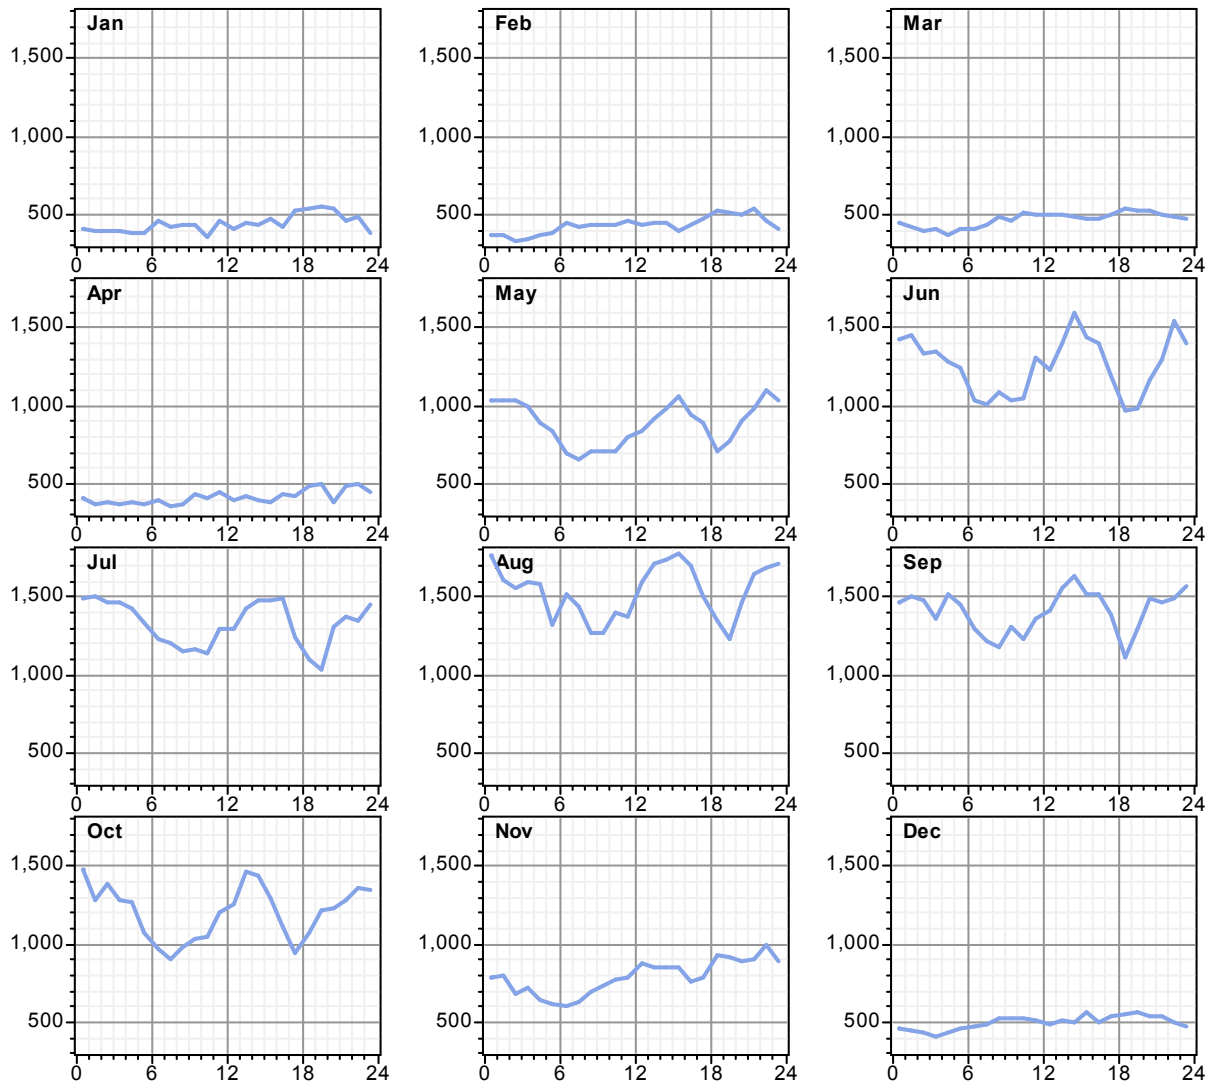 Jan Feb Mar
1,500 1,500 1,500
1,000 1,000 1,000
500 500 500
0 6 12 18 24 0 6 12 18 24 0 6 12 18 24
Apr May Jun
1,500 1,500 1,500
1,000 1,000 1,000
500 500 500
0 6 12 18 24 0 6 12 18 24 0 6 12 18 24
Jul Aug Sep
1,500 1,500 1,500
1,000 1,000 1,000
500 500 500
0 6 12 18 24 0 6 12 18 24 0 6 12 18 24
Oct Nov Dec
1,500 1,500 1,500
1,000 1,000 1,000
500 500 500
0 6 12 18 24 0 6 12 18 24 0 6 12 18 24